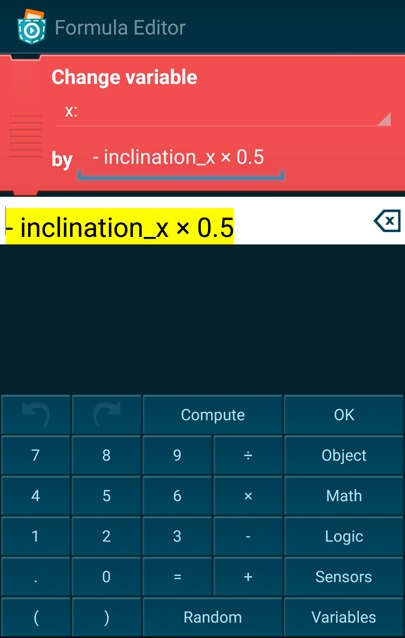 Formula Editor
Change variable
x:
by - inclination_x × 0.5
- inclination_x × 0.5
Compute OK
7 8 9 ÷ Object
4 5 6 × Math
1 2 3 - Logic
. 0 = + Sensors
( ) Random Variables